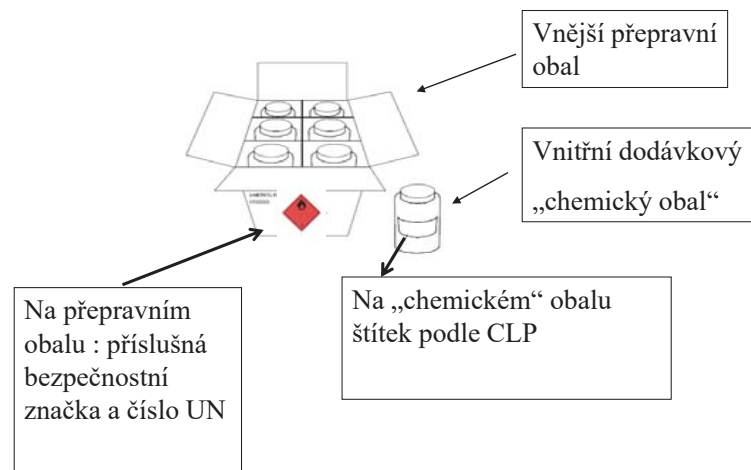 Vnější přepravní
obal
Vnitřní dodávkový
„chemický obal“
Na „chemickém“ obalu
štítek podle CLP
Na přepravním
obalu : příslušná
bezpečnostní
značka a číslo UN